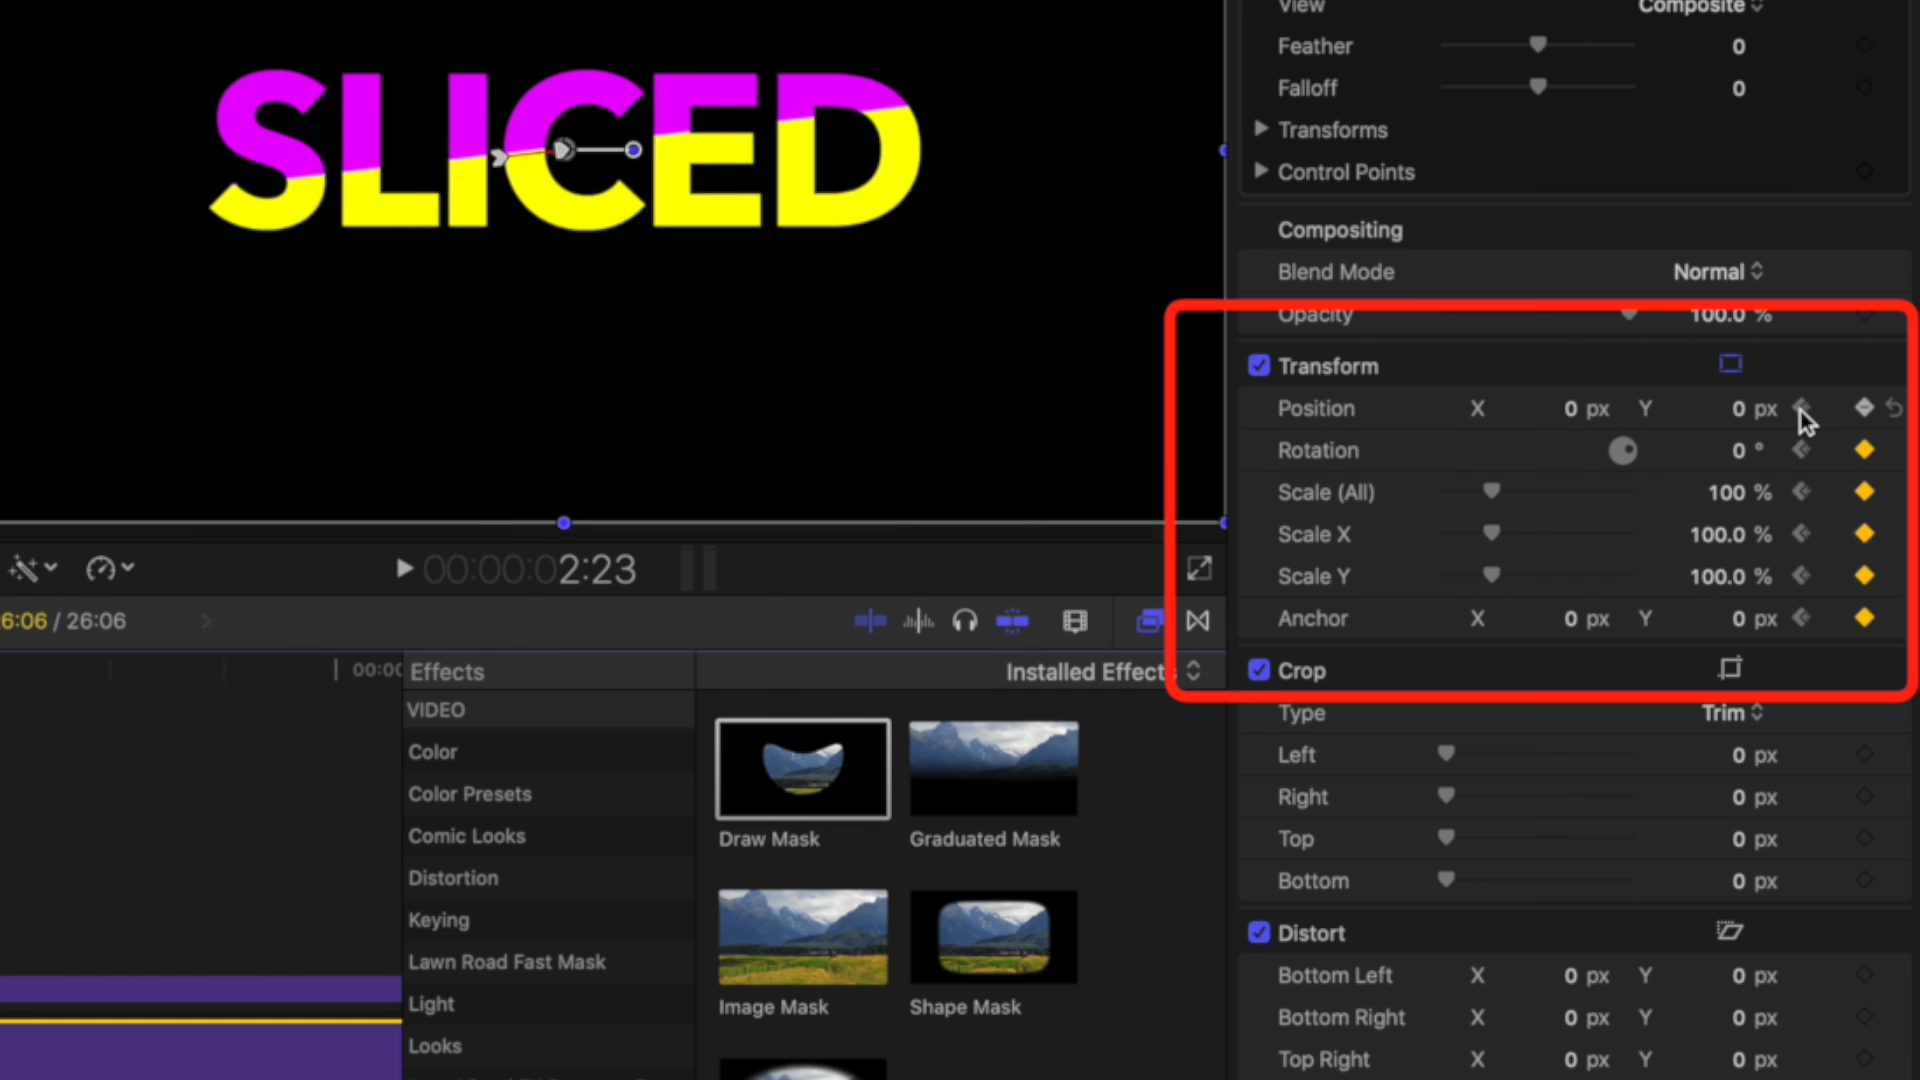 View Composite
SLICED
Feather 0
Falloff 0
Transforms
Control Points
Compositing
Blend Mode Normal
Opacity 100.0 %
Transform
Position X 0 px Y 0 px
Rotation 0 °
Scale (All) 100 %
Scale X 100.0 %
Scale Y 100.0 %
Anchor X 0 px Y 0 px
Crop
Type Trim
Left 0 px
Right 0 px
Top 0 px
Bottom 0 px
Distort
Bottom Left X 0 px Y 0 px
Bottom Right X 0 px Y 0 px
Top Right X 0 px Y 0 px
00:00:02:23
6:06 / 26:06
00:00
Effects
Installed Effects
VIDEO
Color
Color Presets
Comic Looks
Distortion
Keying
Lawn Road Fast Mask
Light
Looks
Draw Mask
Graduated Mask
Image Mask
Shape Mask